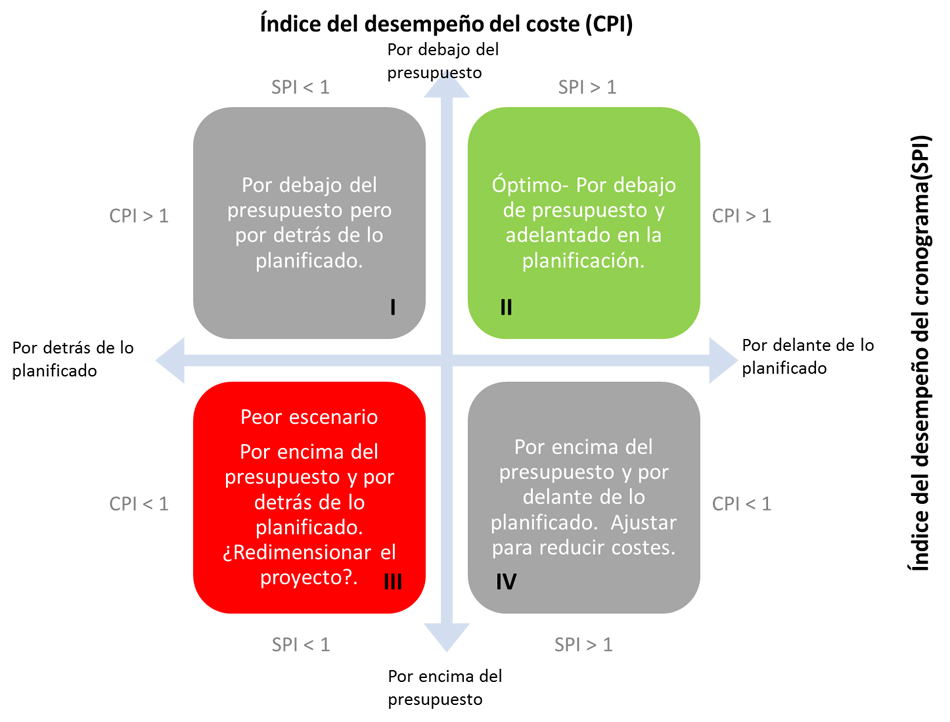 Índice del desempeño del coste (CPI)
Por debajo del
presupuesto
SPI < 1
SPI > 1
CPI > 1
Por debajo del
presupuesto pero
por detrás de lo
planificado.
I
Óptimo- Por debajo
de presupuesto y
adelantado en la
planificación.
II
CPI > 1
Índice del desempeño del cronograma(SPI)
Por detrás de lo
planificado
Por delante de lo
planificado
CPI < 1
Peor escenario
Por encima del
presupuesto y por
detrás de lo
planificado.
¿Redimensionar el
proyecto?.
III
Por encima del
presupuesto y por
delante de lo
planificado. Ajustar
para reducir costes.
IV
CPI < 1
SPI < 1
SPI > 1
Por encima del
presupuesto